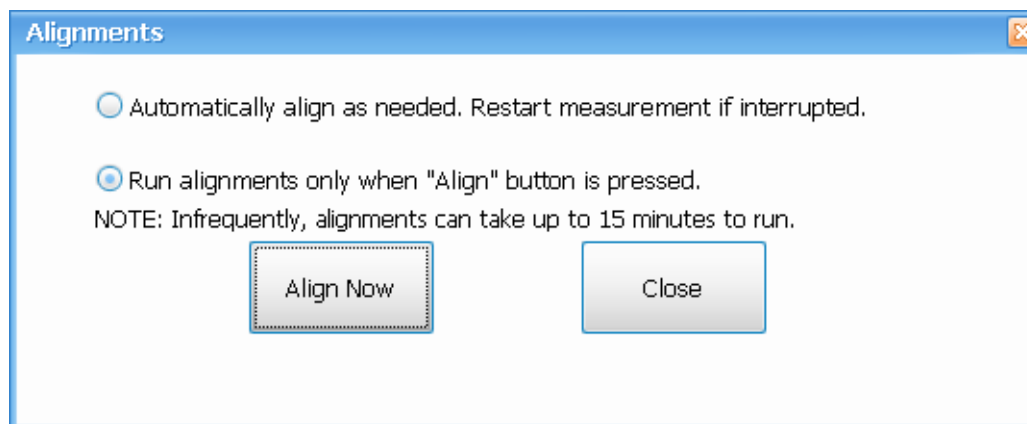 Alignments
Automatically align as needed. Restart measurement if interrupted.
Run alignments only when "Align" button is pressed.
NOTE: Infrequently, alignments can take up to 15 minutes to run.
Align Now
Close